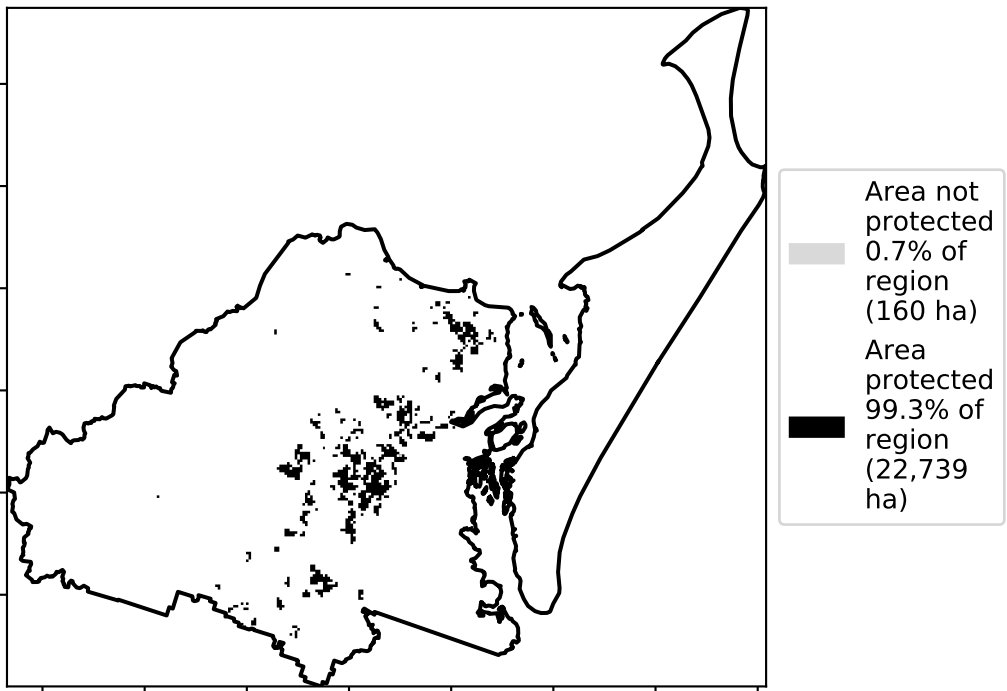 Area not
protected
0.7% of
region
(160 ha)
Area
protected
99.3% of
region
(22,739
ha)